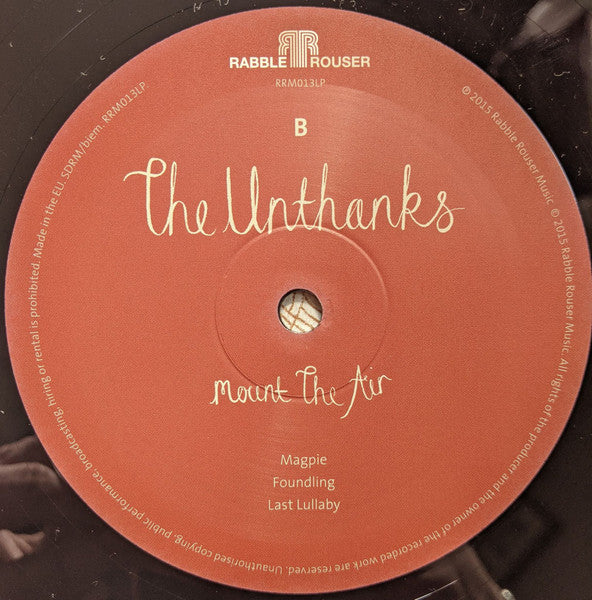 RABBLE ROUSER
RRM013LP
B
The Unthanks
Mount The Air
Magpie
Foundling
Last Lullaby
℗ 2015 Rabble Rouser Music © 2015 Rabble Rouser Music. All rights of the producer and the owner of the recorded work are reserved. Unauthorised copying, public performance, broadcasting, hiring or rental is prohibited. Made in the EU. SDRM/biem. RRM013LP